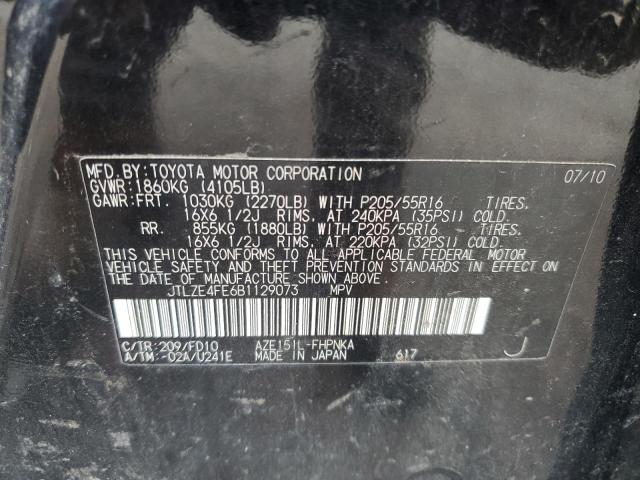 MFD. BY: TOYOTA MOTOR CORPORATION 07/10
GVWR: 1860KG (4105LB)
GAWR: FRT. 1030KG (2270LB) WITH P205/55R16 TIRES.
16X6 1/2J RIMS. AT 240KPA (35PSI) COLD.
RR. 855KG (1880LB) WITH P205/55R16 TIRES.
16X6 1/2J RIMS. AT 220KPA (32PSI) COLD.
THIS VEHICLE CONFORMS TO ALL APPLICABLE FEDERAL MOTOR
VEHICLE SAFETY AND THEFT PREVENTION STANDARDS IN EFFECT ON
THE DATE OF MANUFACTURE SHOWN ABOVE.
JTLZE4FE6B1129073 MPV
C/TR: 209/FD10 AZE151L-FHPNKA
A/TM: -02A/U241E MADE IN JAPAN 617 J